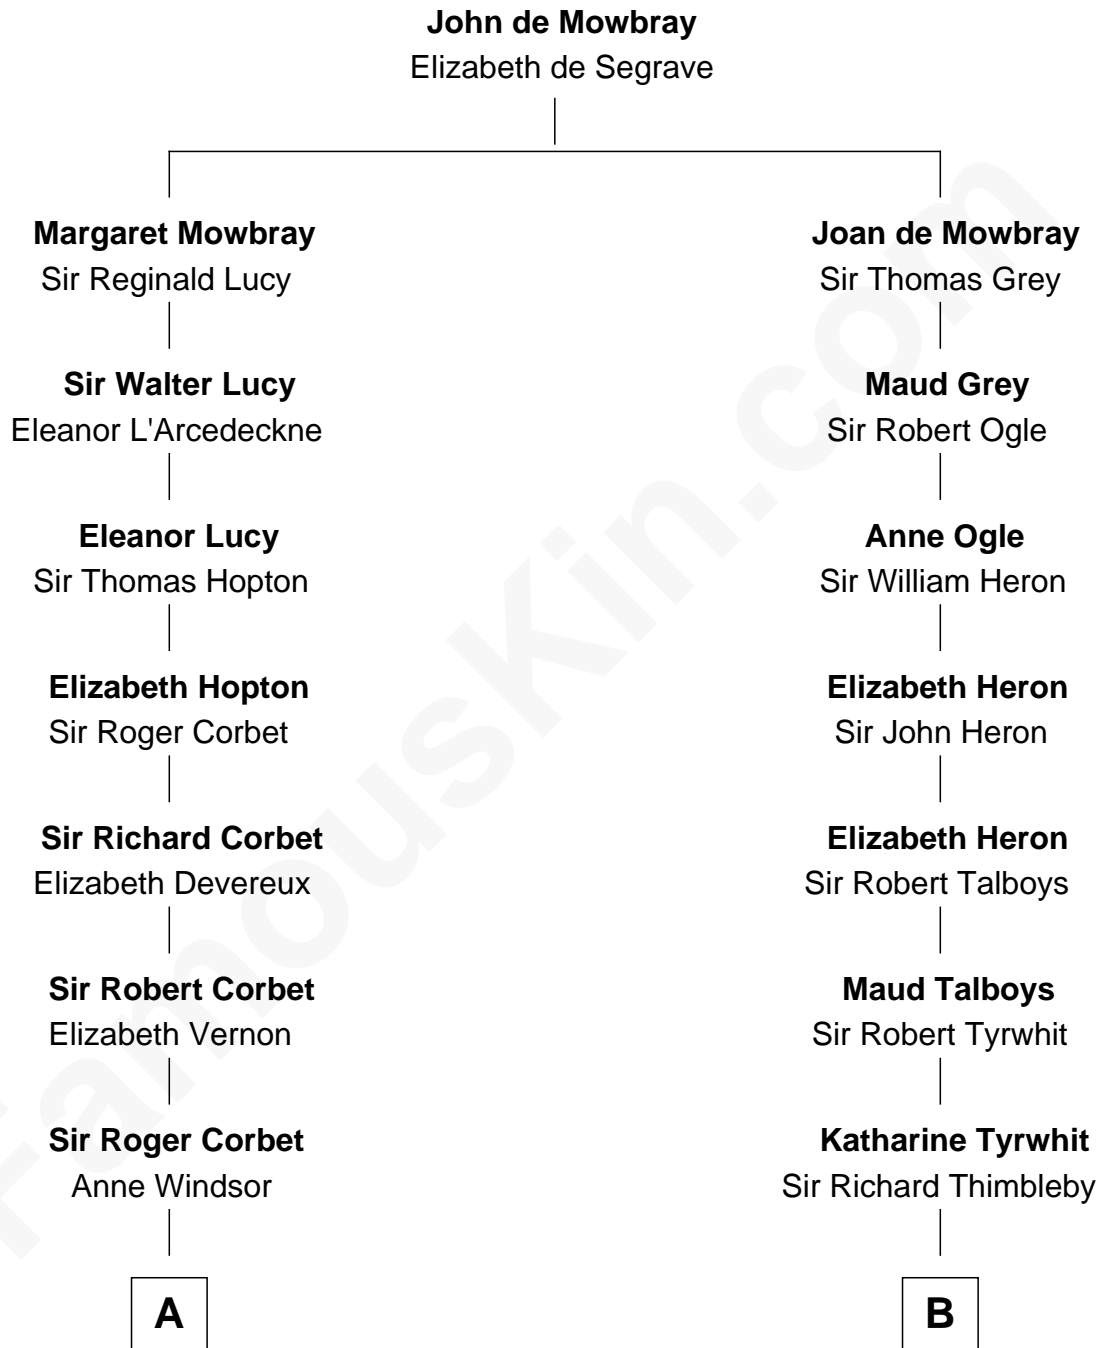 John de Mowbray
Elizabeth de Segrave
Margaret Mowbray
Sir Reginald Lucy
Joan de Mowbray
Sir Thomas Grey
Sir Walter Lucy
Eleanor L'Arcedeckne
Maud Grey
Sir Robert Ogle
Eleanor Lucy
Sir Thomas Hopton
Anne Ogle
Sir William Heron
Elizabeth Hopton
Sir Roger Corbet
Elizabeth Heron
Sir John Heron
Sir Richard Corbet
Elizabeth Devereux
Elizabeth Heron
Sir Robert Talboys
Sir Robert Corbet
Elizabeth Vernon
Maud Talboys
Sir Robert Tyrwhit
Sir Roger Corbet
Anne Windsor
Katharine Tyrwhit
Sir Richard Thimbleby
A
B
FamousKin.com